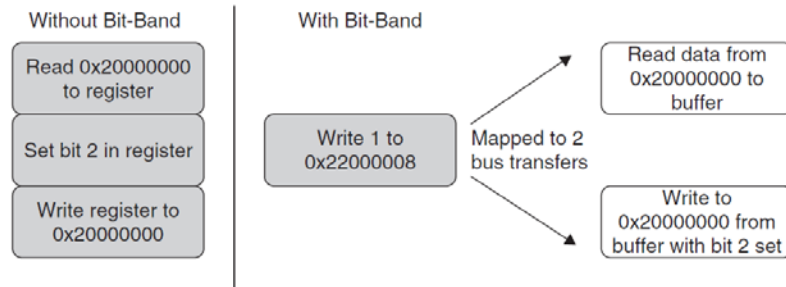 Without Bit-Band
Read 0x20000000
to register
Set bit 2 in register
Write register to
0x20000000
With Bit-Band
Write 1 to
0x22000008
Mapped to 2
bus transfers
Read data from
0x20000000 to
buffer
Write to
0x20000000 from
buffer with bit 2 set